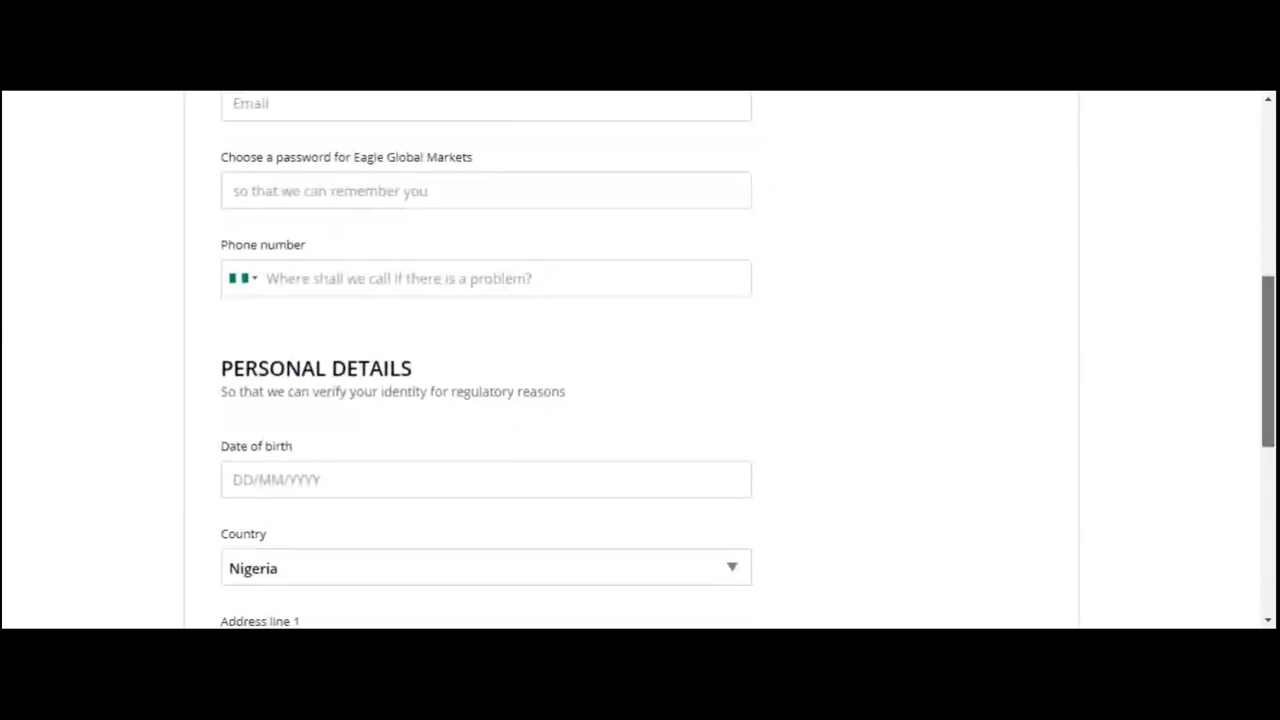 Email
Choose a password for Eagle Global Markets
so that we can remember you
Phone number
Where shall we call if there is a problem?
PERSONAL DETAILS
So that we can verify your identity for regulatory reasons
Date of birth
DD/MM/YYYY
Country
Nigeria
Address line 1